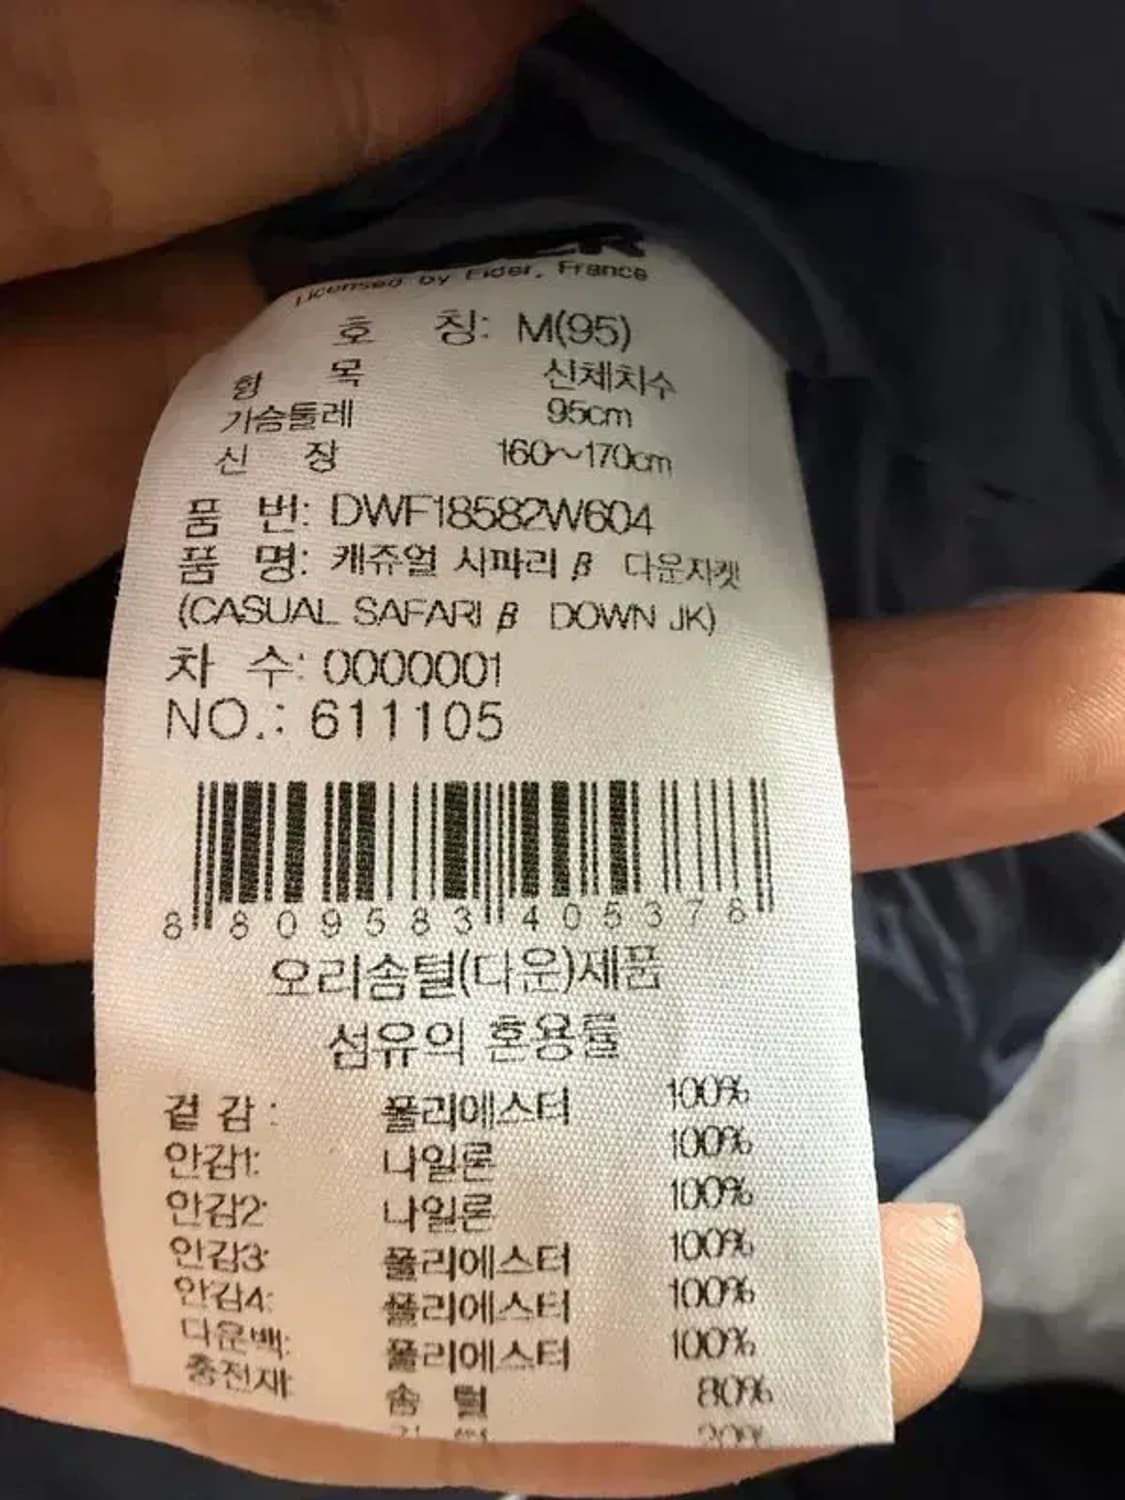 Licensed by Eider, France
호 칭: M(95)
항 목 신체치수
가슴둘레 95cm
신 장 160~170cm
품 번: DWF18582W604
품 명: 캐쥬얼 시파리 β 다운자켓
(CASUAL SAFARI β DOWN JK)
차 수: 0000001
NO.: 611105
8 809583 405378
오리솜털(다운)제품
섬유의 혼용률
겉 감: 폴리에스터 100%
안감1: 나일론 100%
안감2: 나일론 100%
안감3: 폴리에스터 100%
안감4: 폴리에스터 100%
다운백: 폴리에스터 100%
충전재: 솜 털 80%
20%